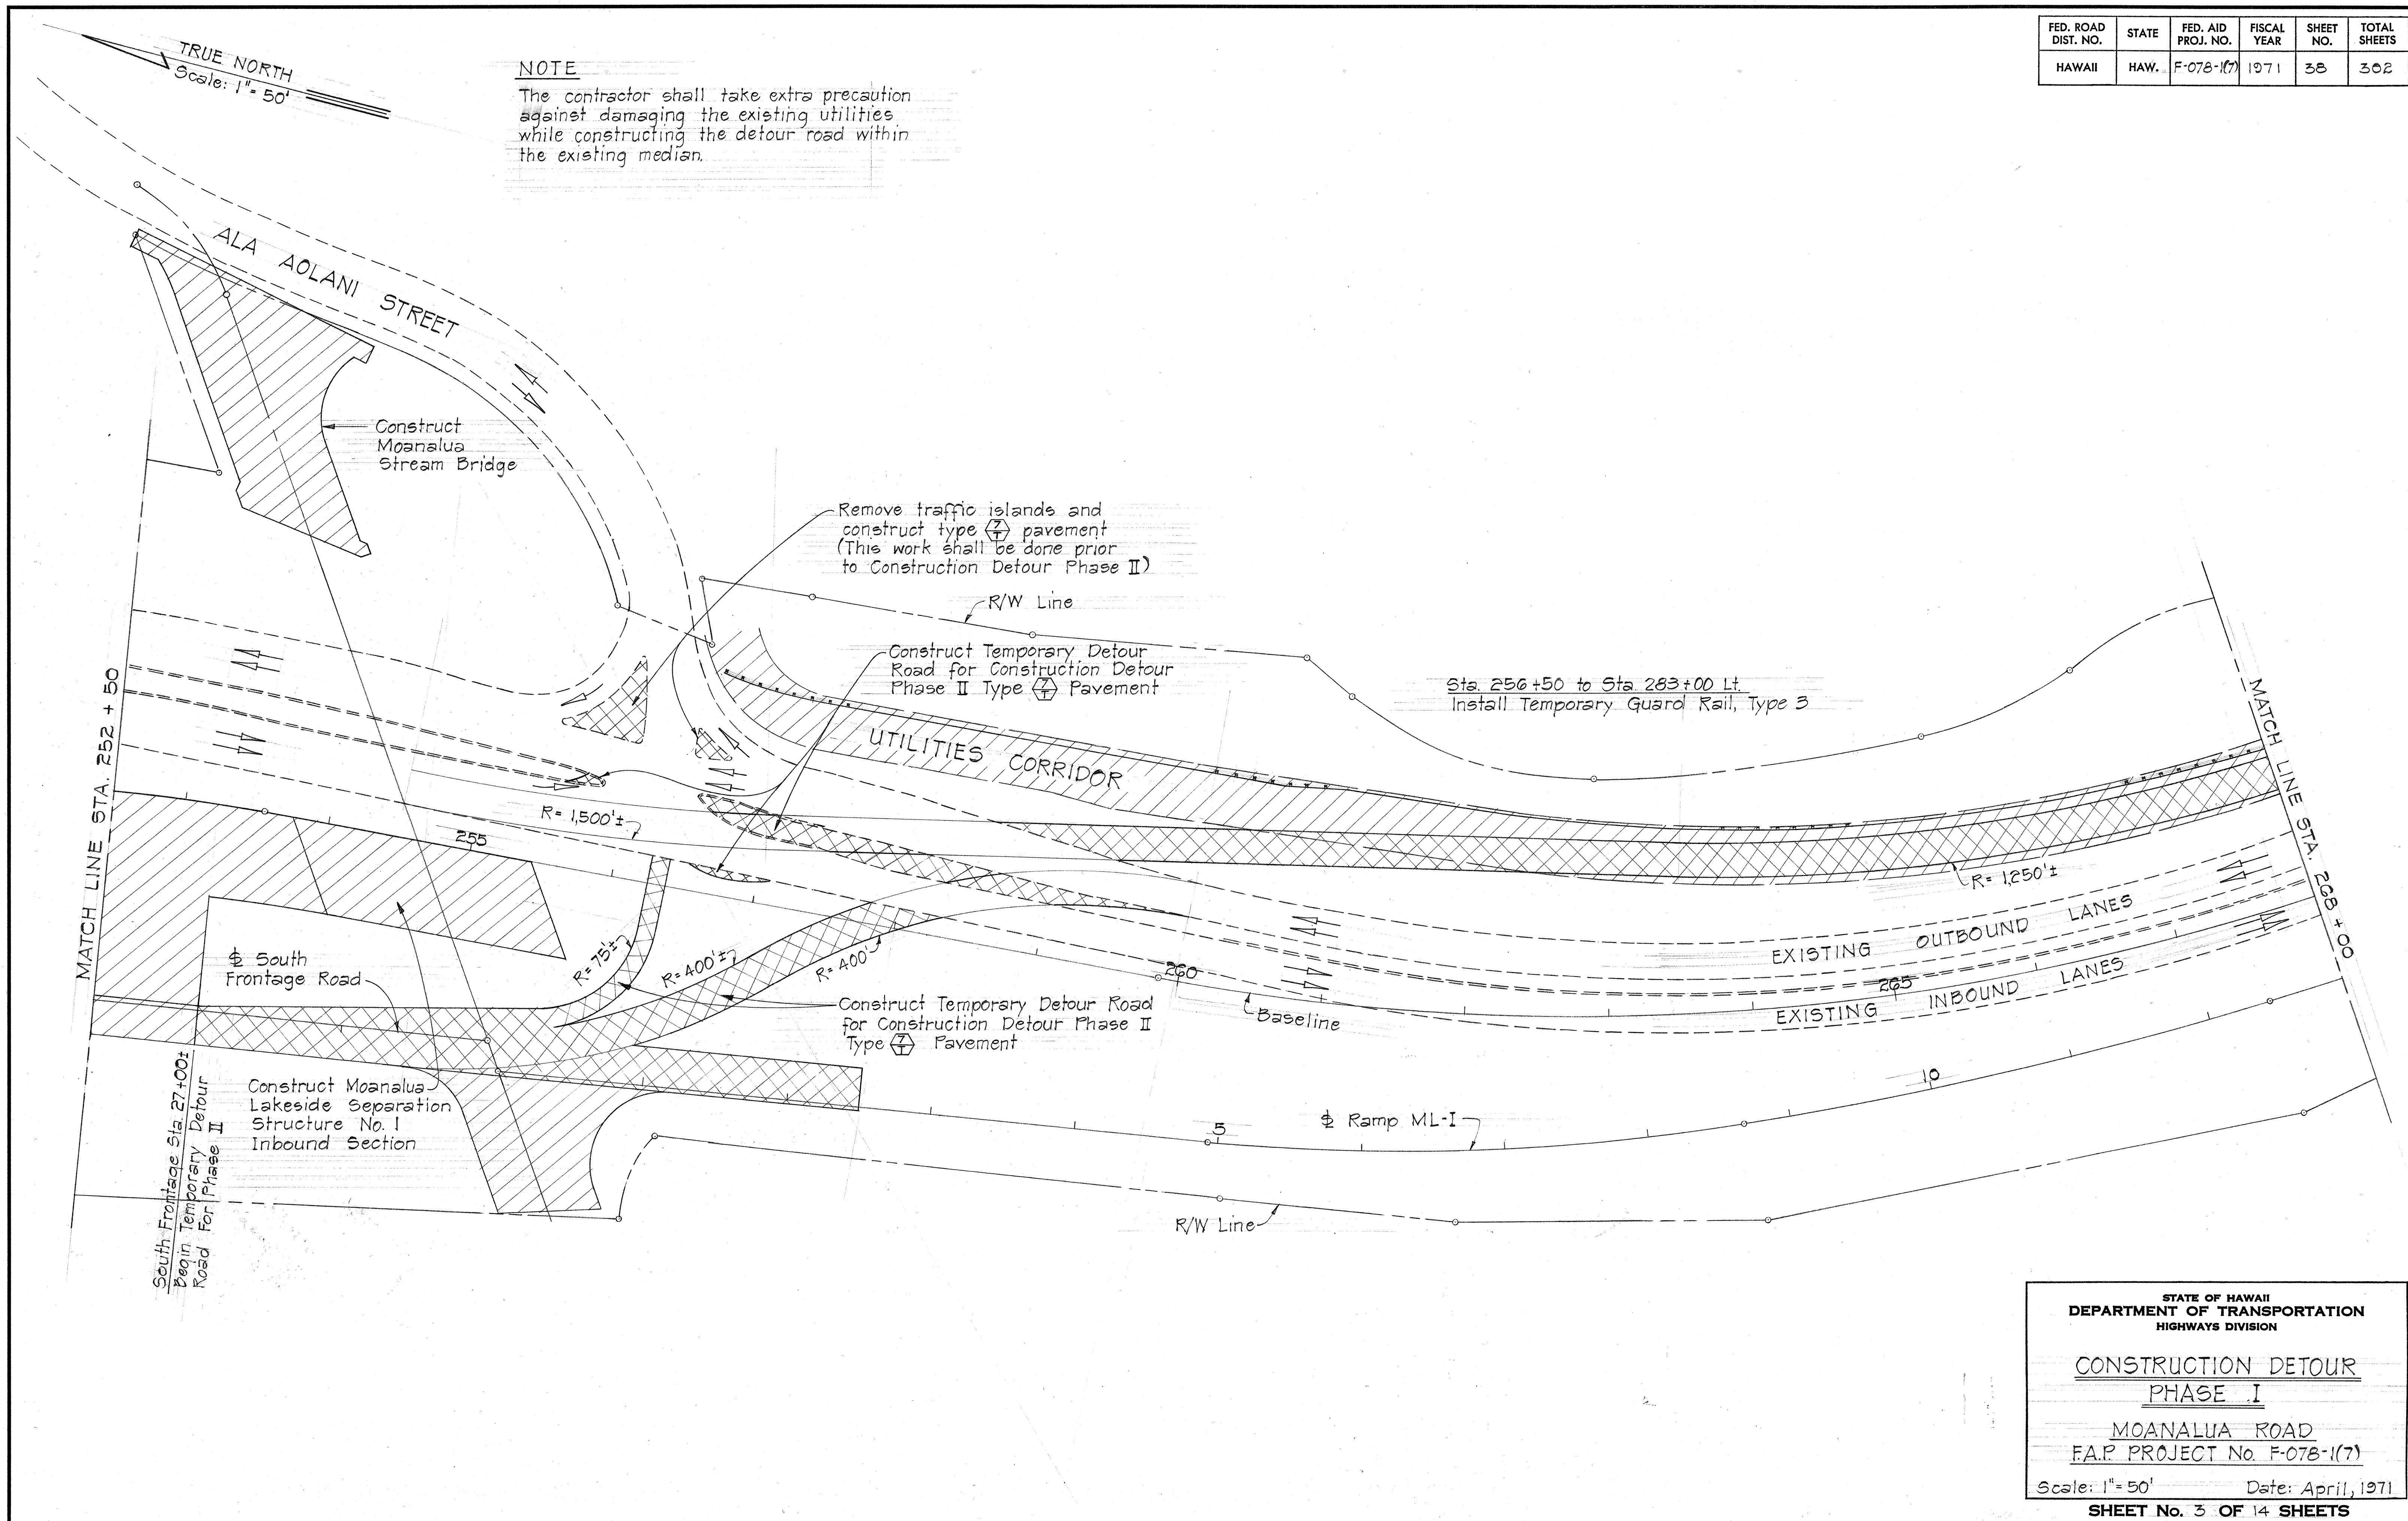 FED. ROAD DIST. NO. STATE FED. AID PROJ. NO. FISCAL YEAR SHEET NO. TOTAL SHEETS
HAWAII HAW. F-078-1(7) 1971 38 302
TRUE NORTH
Scale: 1"= 50'
NOTE
The contractor shall take extra precaution
against damaging the existing utilities
while constructing the detour road within
the existing median.
ALA AOLANI STREET
Construct
Moanalua
Stream Bridge
Remove traffic islands and
construct type 7/T pavement
(This work shall be done prior
to Construction Detour Phase II)
R/W Line
Construct Temporary Detour
Road for Construction Detour
Phase II Type 7/T Pavement
Sta. 256+50 to Sta. 283+00 Lt.
Install Temporary Guard Rail, Type 3
UTILITIES CORRIDOR
MATCH LINE STA. 252 + 50
MATCH LINE STA. 268 + 00
R= 1,500'±
255
R= 1,250'±
EXISTING OUTBOUND LANES
265
EXISTING INBOUND LANES
260
Baseline
℄ South
Frontage Road
R= 75'±
R=400'±
R= 400'
Construct Temporary Detour Road
for Construction Detour Phase II
Type 7/T Pavement
Construct Moanalua
Lakeside Separation
Structure No. 1
Inbound Section
South Frontage Sta. 27+00±
Begin Temporary Detour
Road For Phase II
5
℄ Ramp ML-1
10
R/W Line
STATE OF HAWAII
DEPARTMENT OF TRANSPORTATION
HIGHWAYS DIVISION
CONSTRUCTION DETOUR
PHASE I
MOANALUA ROAD
F.A.P. PROJECT No. F-078-1(7)
Scale: 1"= 50' Date: April, 1971
SHEET No. 3 OF 14 SHEETS